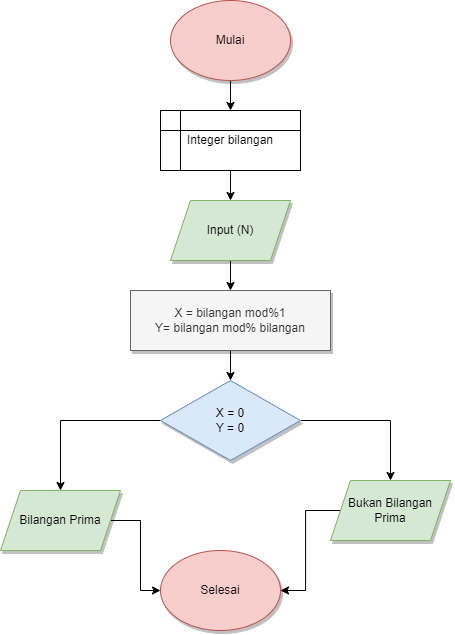 Mulai
Integer bilangan
Input (N)
X = bilangan mod%1
Y= bilangan mod% bilangan
X = 0
Y = 0
Bilangan Prima
Bukan Bilangan
Prima
Selesai